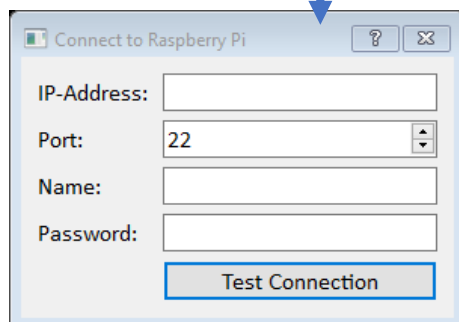 Connect to Raspberry Pi ?
IP-Address:
Port: 22
Name:
Password:
Test Connection